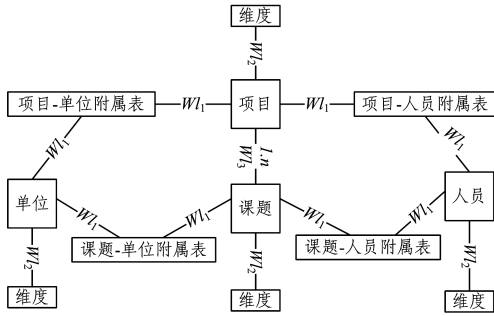 维度
Wl2
项目-单位附属表
Wl1
项目
Wl1
项目-人员附属表
Wl1
1.n
Wl3
Wl1
单位
课题
人员
Wl1
Wl1
Wl1
Wl1
课题-单位附属表
课题-人员附属表
Wl2
Wl2
Wl2
维度
维度
维度